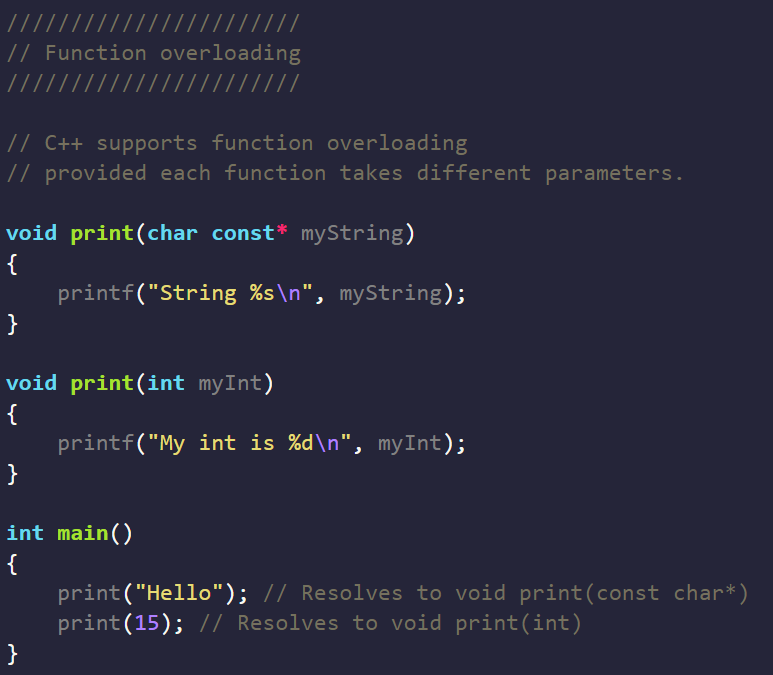 ///////////////////////
// Function overloading
///////////////////////

// C++ supports function overloading
// provided each function takes different parameters.

void print(char const* myString)
{
    printf("String %s\n", myString);
}

void print(int myInt)
{
    printf("My int is %d\n", myInt);
}

int main()
{
    print("Hello"); // Resolves to void print(const char*)
    print(15); // Resolves to void print(int)
}